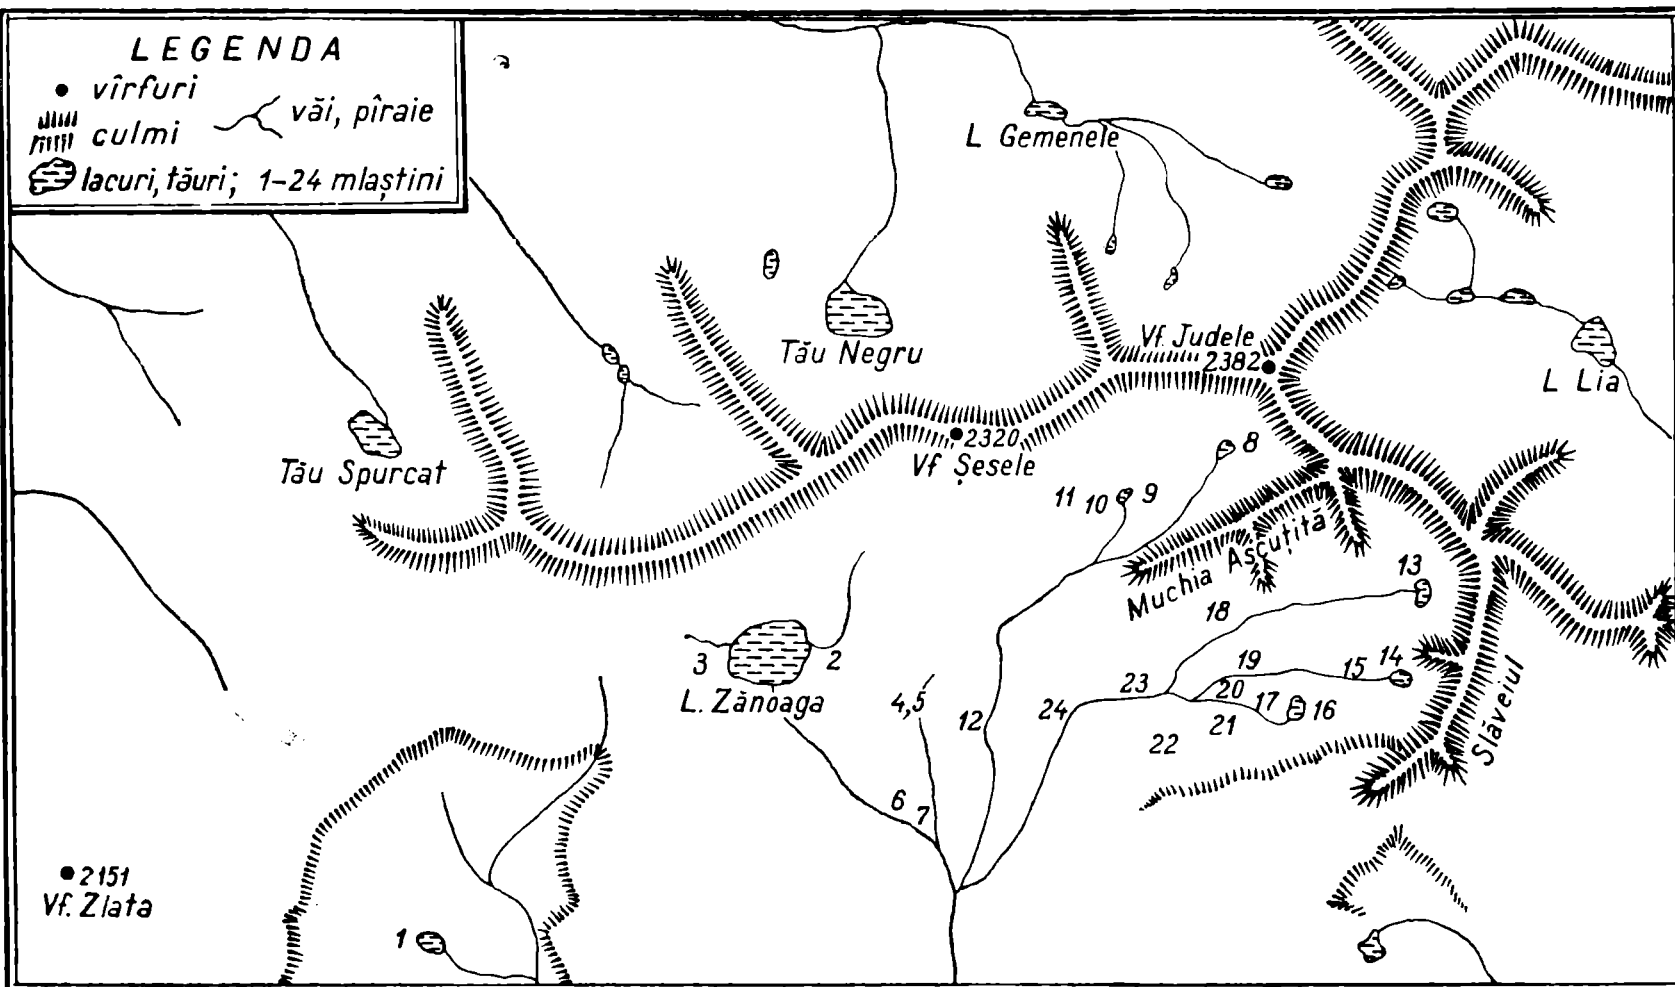 LEGENDA
vîrfuri
culmi
văi, pîraie
lacuri, tăuri; 1-24 mlaștini
L Gemenele
Tău Negru
Vf. Judele
2382
L Lia
Tău Spurcat
2320
Vf Șesele
8
11 10 9
Muchia Ascuțită
13
18
3
2
L. Zănoaga
4,5
12
24
23
19
20
15
14
17
16
21
22
Slăveiul
6
7
2151
Vf. Zlata
1